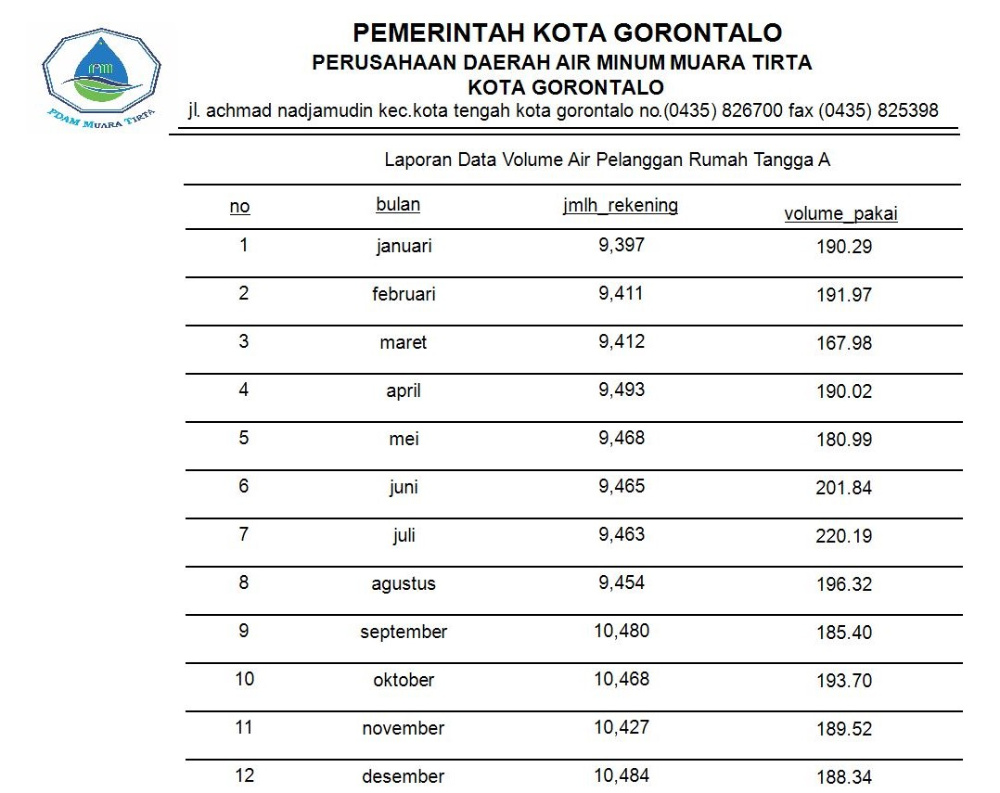 PEMERINTAH KOTA GORONTALO
PERUSAHAAN DAERAH AIR MINUM MUARA TIRTA
KOTA GORONTALO
jl. achmad nadjamudin kec.kota tengah kota gorontalo no.(0435) 826700 fax (0435) 825398
PDAM MUARA TIRTA
Laporan Data Volume Air Pelanggan Rumah Tangga A
no bulan jmlh_rekening volume_pakai
1 januari 9,397 190.29
2 februari 9,411 191.97
3 maret 9,412 167.98
4 april 9,493 190.02
5 mei 9,468 180.99
6 juni 9,465 201.84
7 juli 9,463 220.19
8 agustus 9,454 196.32
9 september 10,480 185.40
10 oktober 10,468 193.70
11 november 10,427 189.52
12 desember 10,484 188.34